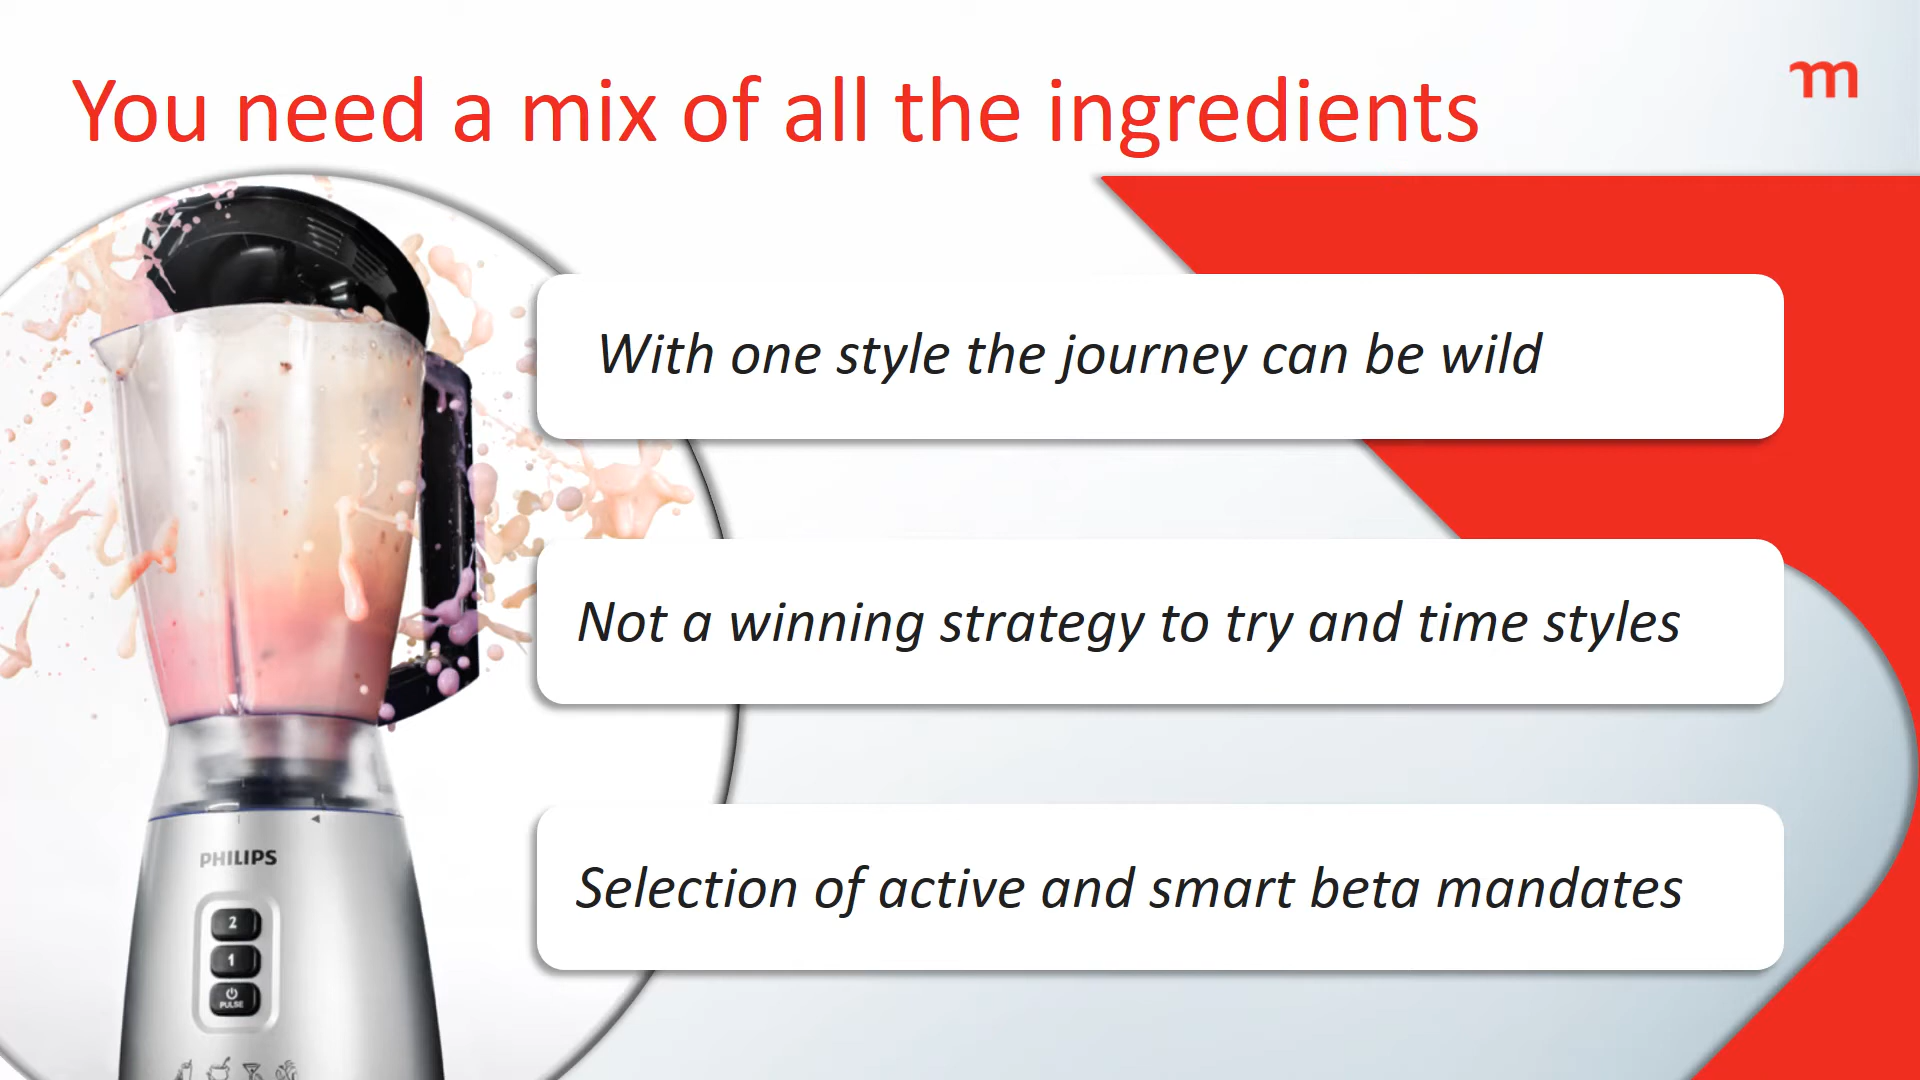 You need a mix of all the ingredients
m
With one style the journey can be wild
Not a winning strategy to try and time styles
Selection of active and smart beta mandates
PHILIPS
2
1
PULSE